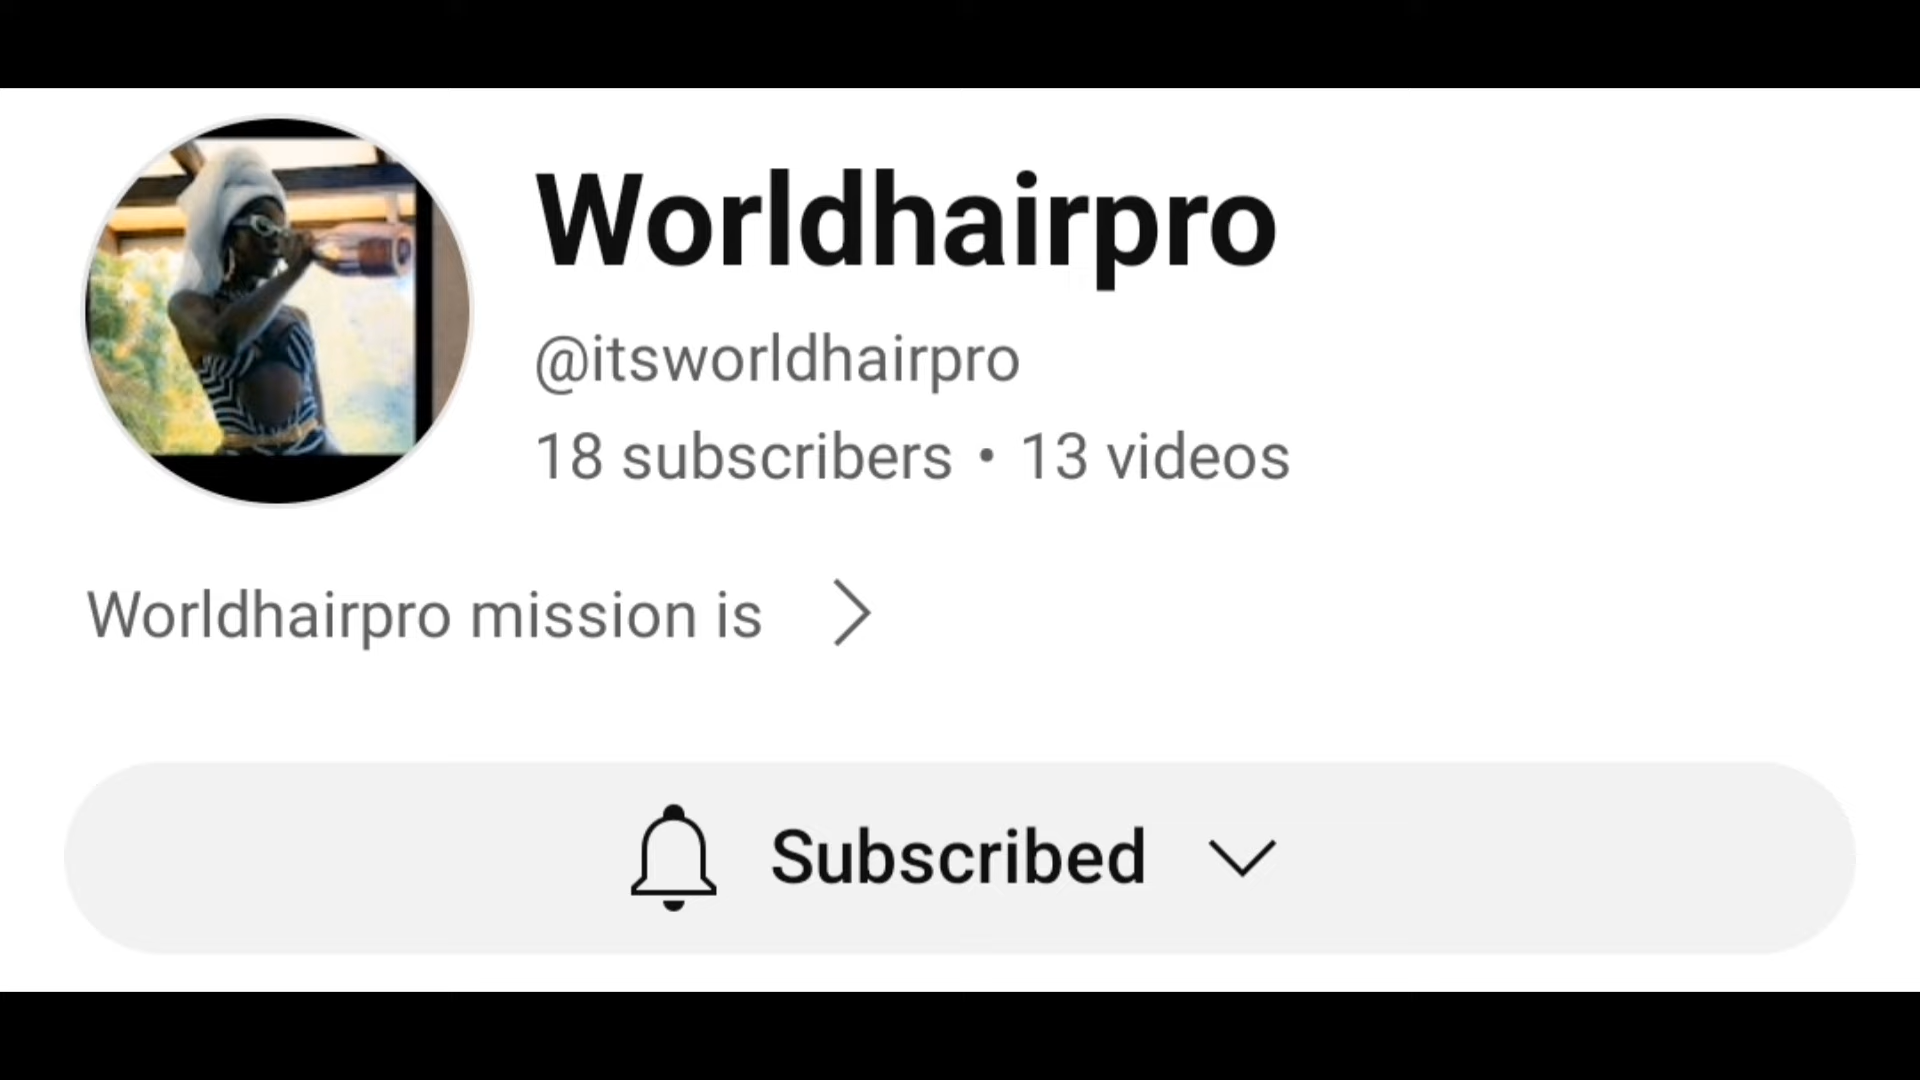 Worldhairpro
@itsworldhairpro
18 subscribers • 13 videos
Worldhairpro mission is
Subscribed